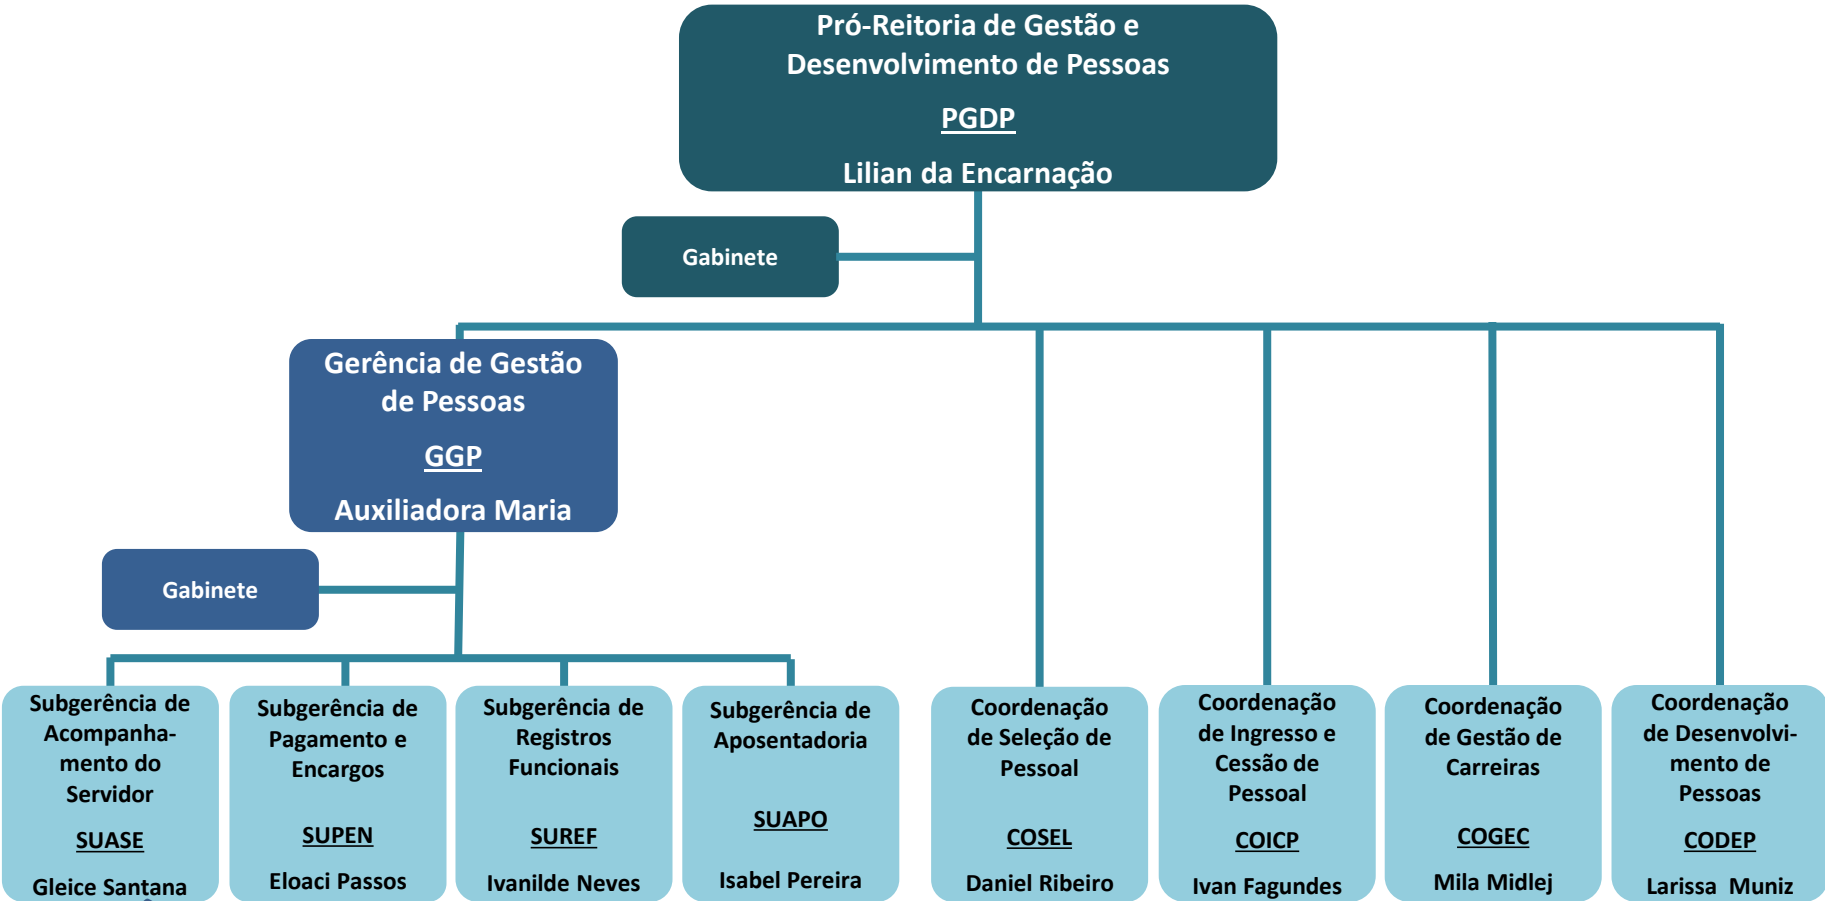 Pró-Reitoria de Gestão e
Desenvolvimento de Pessoas
PGDP
Lilian da Encarnação
Gabinete
Gerência de Gestão
de Pessoas
GGP
Auxiliadora Maria
Gabinete
Subgerência de
Acompanha-
mento do
Servidor
SUASE
Gleice Santana
Subgerência de
Pagamento e
Encargos
SUPEN
Eloaci Passos
Subgerência de
Registros
Funcionais
SUREF
Ivanilde Neves
Subgerência de
Aposentadoria
SUAPO
Isabel Pereira
Coordenação
de Seleção de
Pessoal
COSEL
Daniel Ribeiro
Coordenação
de Ingresso e
Cessão de
Pessoal
COICP
Ivan Fagundes
Coordenação
de Gestão de
Carreiras
COGEC
Mila Midlej
Coordenação
de Desenvolvi-
mento de
Pessoas
CODEP
Larissa Muniz